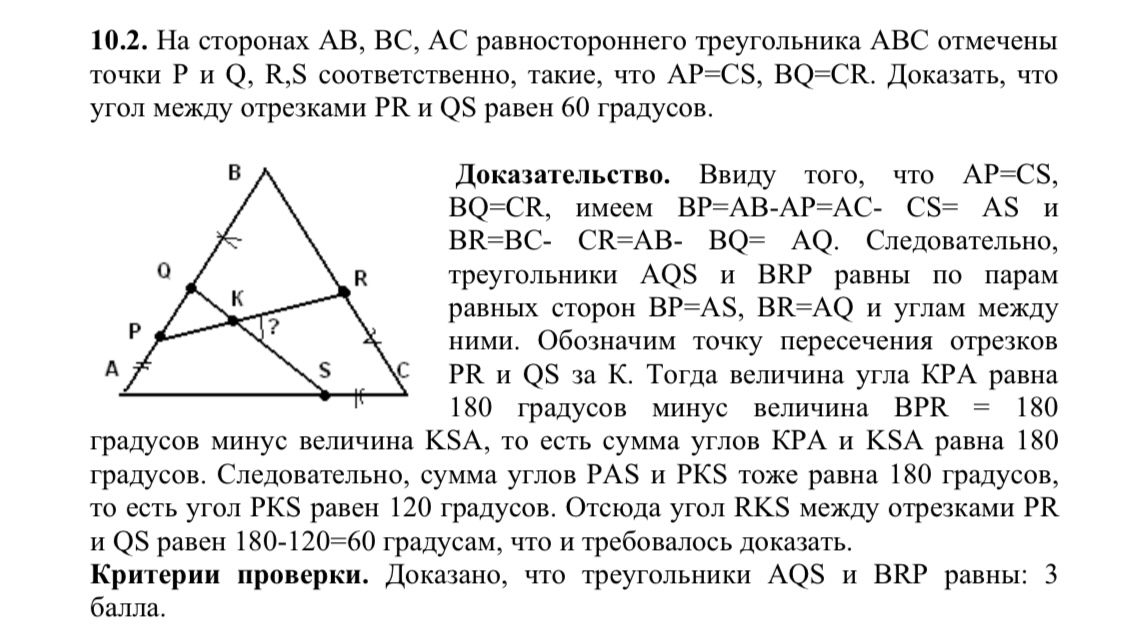 10.2. На сторонах АВ, ВС, АС равностороннего треугольника АВС отмечены
точки P и Q, R,S соответственно, такие, что AP=CS, BQ=CR. Доказать, что
угол между отрезками PR и QS равен 60 градусов.
B
Q
K
R
P
?
A
S
C
Доказательство. Ввиду того, что AP=CS,
BQ=CR, имеем BP=AB-AP=AC- CS= AS и
BR=BC- CR=AB- BQ= AQ. Следовательно,
треугольники AQS и BRP равны по парам
равных сторон BP=AS, BR=AQ и углам между
ними. Обозначим точку пересечения отрезков
PR и QS за К. Тогда величина угла КРА равна
180 градусов минус величина BPR = 180
градусов минус величина KSA, то есть сумма углов КРА и KSA равна 180
градусов. Следовательно, сумма углов PAS и PKS тоже равна 180 градусов,
то есть угол PKS равен 120 градусов. Отсюда угол RKS между отрезками PR
и QS равен 180-120=60 градусам, что и требовалось доказать.
Критерии проверки. Доказано, что треугольники AQS и BRP равны: 3
балла.